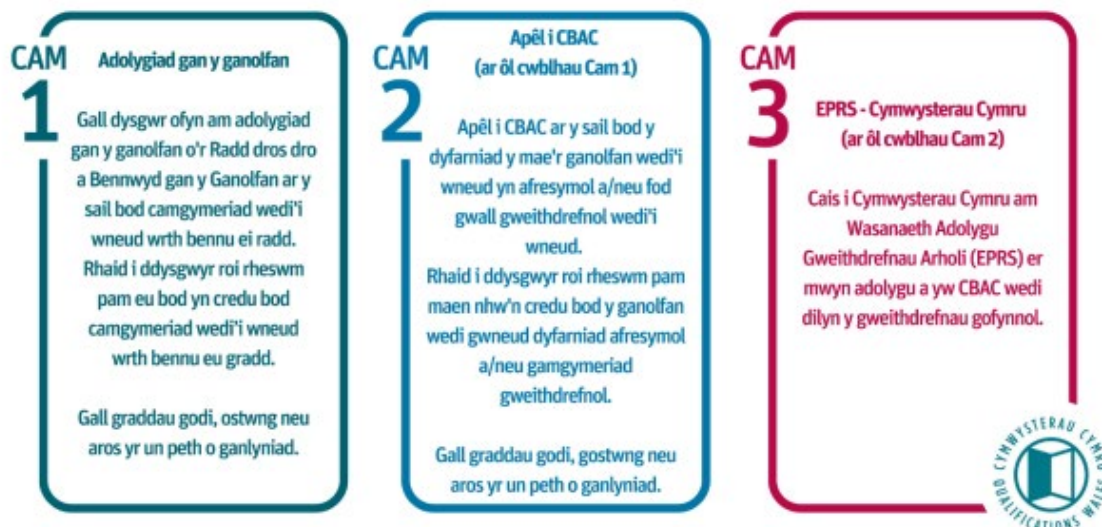 CAM
1
Adolygiad gan y ganolfan
Gall dysgwr ofyn am adolygiad
gan y ganolfan o'r Radd dros dro
a Bennwyd gan y Ganolfan ar y
sail bod camgymeriad wedi'i
wneud wrth bennu ei radd.
Rhaid i ddysgwyr roi rheswm
pam eu bod yn credu bod
camgymeriad wedi'i wneud
wrth bennu eu gradd.
Gall graddau godi, ostwng neu
aros yr un peth o ganlyniad.
CAM
2
Apêl i CBAC
(ar ôl cwblhau Cam 1)
Apêl i CBAC ar y sail bod y
dyfarniad y mae'r ganolfan wedi'i
wneud yn afresymol a/neu fod
gwall gweithdrefnol wedi'i
wneud.
Rhaid i ddysgwyr roi rheswm pam
maen nhw'n credu bod y ganolfan
wedi gwneud dyfarniad afresymol
a/neu gamgymeriad
gweithdrefnol.
Gall graddau godi, gostwng neu
aros yr un peth o ganlyniad.
CAM
3
EPRS - Cymwysterau Cymru
(ar ôl cwblhau Cam 2)
Cais i Cymwysterau Cymru am
Wasanaeth Adolygu
Gweithdrefnau Arholi (EPRS) er
mwyn adolygu a yw CBAC wedi
dilyn y gweithdrefnau gofynnol.
CYMWYSTERAU CYMRU
QUALIFICATIONS WALES